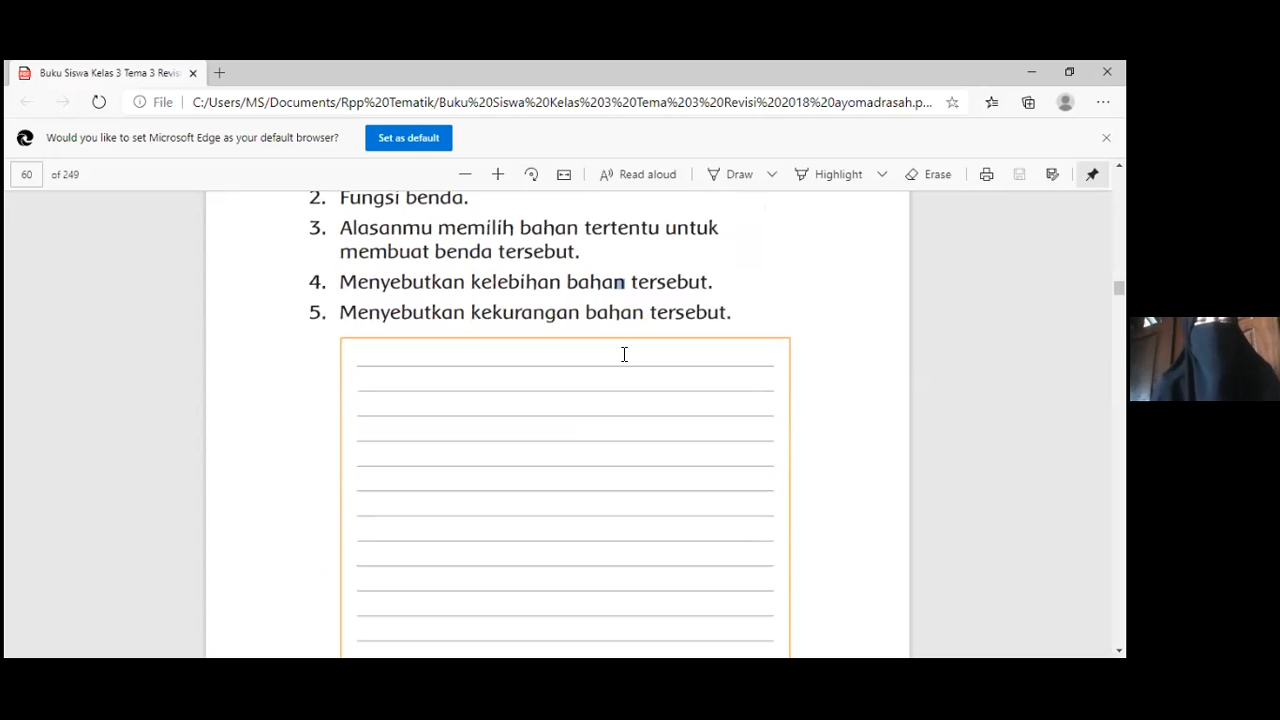 Buku Siswa Kelas 3 Tema 3 Revis
File C:/Users/MS/Documents/Rpp%20Tematik/Buku%20Siswa%20Kelas%203%20Tema%203%20Revisi%202018%20ayomadrasah.p...
Would you like to set Microsoft Edge as your default browser? Set as default
60 of 249 Read aloud Draw Highlight Erase
2. Fungsi benda.
3. Alasanmu memilih bahan tertentu untuk
membuat benda tersebut.
4. Menyebutkan kelebihan bahan tersebut.
5. Menyebutkan kekurangan bahan tersebut.